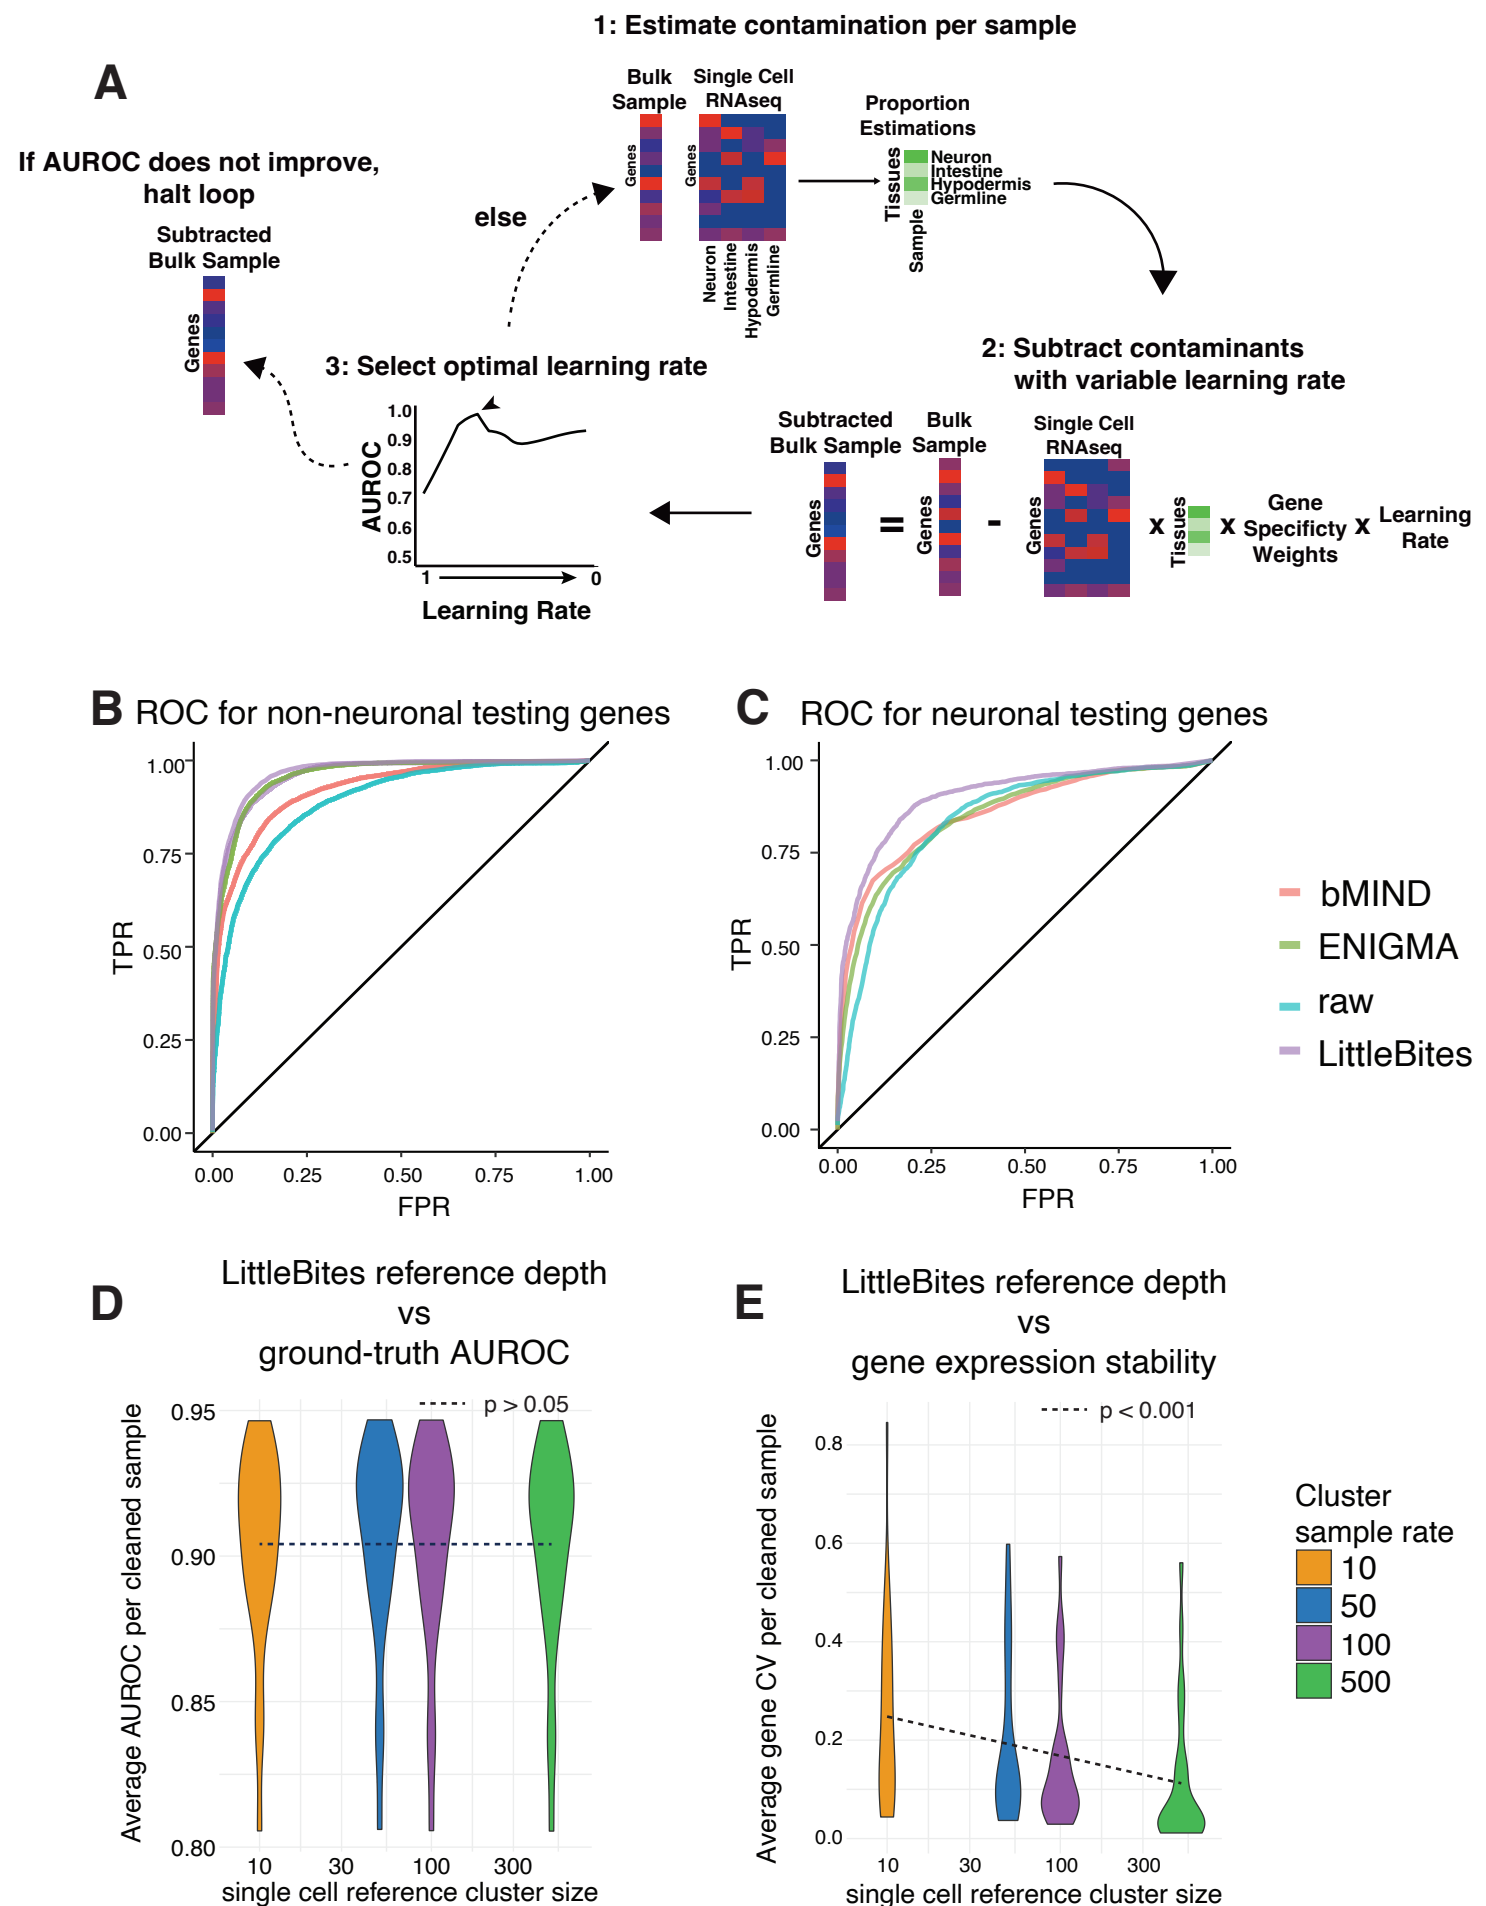 1: Estimate contamination per sample
A
Bulk
Sample
Single Cell
RNAseq
Genes
Genes
Neuron
Intestine
Hypodermis
Germline
Proportion
Estimations
Tissues
Neuron
Intestine
Hypodermis
Germline
Sample
If AUROC does not improve,
halt loop
Subtracted
Bulk Sample
Genes
else
2: Subtract contaminants
with variable learning rate
Subtracted
Bulk Sample
Genes
=
Bulk
Sample
Genes
-
Single Cell
RNAseq
Genes
x
Tissues
x
Gene
Specificty
Weights
x
Learning
Rate
3: Select optimal learning rate
AUROC
1.0
0.9
0.8
0.7
0.6
0.5
1
0
Learning Rate
B
ROC for non-neuronal testing genes
TPR
1.00
0.75
0.50
0.25
0.00
0.00 0.25 0.50 0.75 1.00
FPR
C
ROC for neuronal testing genes
TPR
1.00
0.75
0.50
0.25
0.00
0.00 0.25 0.50 0.75 1.00
FPR
bMIND
ENIGMA
raw
LittleBites
D
LittleBites reference depth
vs
ground-truth AUROC
p > 0.05
Average AUROC per cleaned sample
0.95
0.90
0.85
0.80
10 30 100 300
single cell reference cluster size
E
LittleBites reference depth
vs
gene expression stability
p < 0.001
Average gene CV per cleaned sample
0.8
0.6
0.4
0.2
0.0
10 30 100 300
single cell reference cluster size
Cluster
sample rate
10
50
100
500